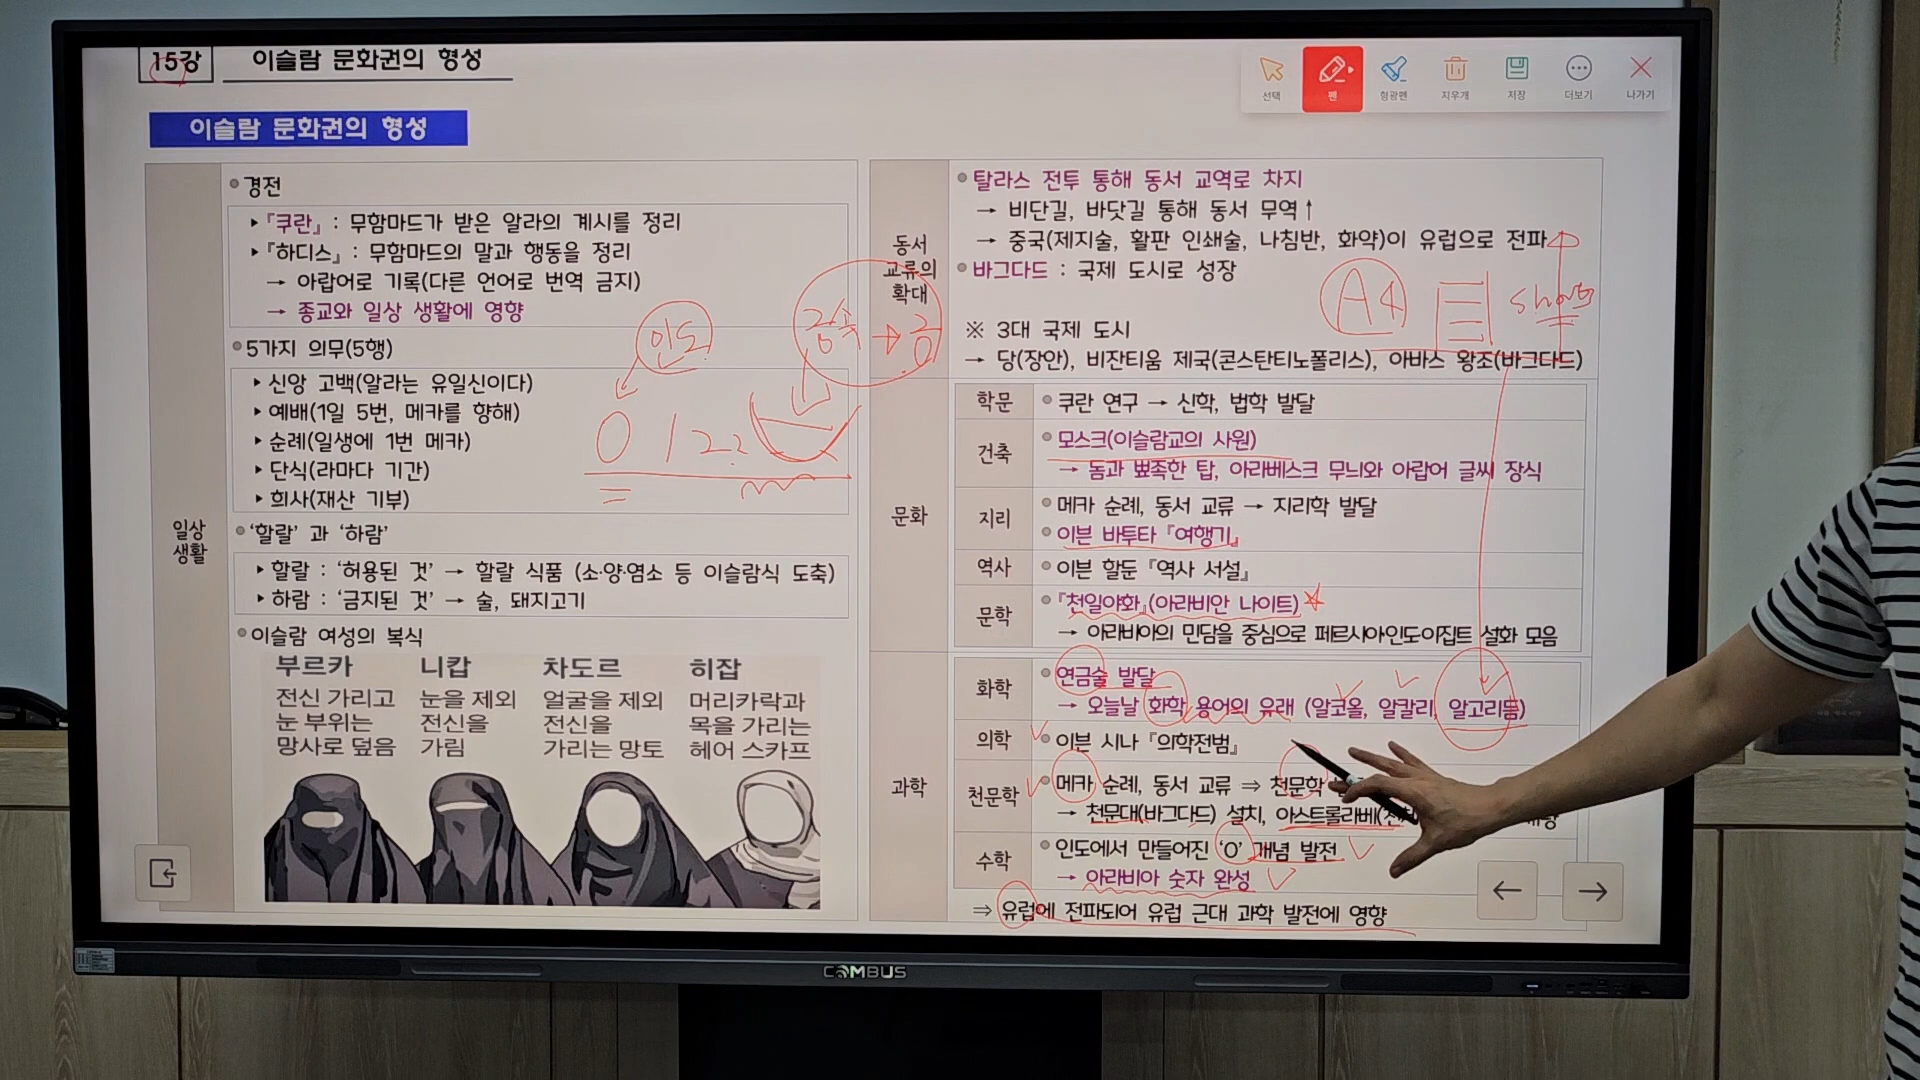 15강
이슬람 문화권의 형성
선택
펜
형광펜
지우개
저장
더보기
나가기
이슬람 문화권의 형성
일상
생활
경전
▸『쿠란』 : 무함마드가 받은 알라의 계시를 정리
▸『하디스』 : 무함마드의 말과 행동을 정리
→ 아랍어로 기록(다른 언어로 번역 금지)
→ 종교와 일상 생활에 영향
5가지 의무(5행)
▸ 신앙 고백(알라는 유일신이다)
▸ 예배(1일 5번, 메카를 향해)
▸ 순례(일생에 1번 메카)
▸ 단식(라마다 기간)
▸ 희사(재산 기부)
인도
금속 → 금
0 1 2
'할랄' 과 '하람'
▸ 할랄 : '허용된 것' → 할랄 식품 (소·양·염소 등 이슬람식 도축)
▸ 하람 : '금지된 것' → 술, 돼지고기
이슬람 여성의 복식
부르카
전신 가리고
눈 부위는
망사로 덮음
니캅
눈을 제외
전신을
가림
차도르
얼굴을 제외
전신을
가리는 망토
히잡
머리카락과
목을 가리는
헤어 스카프
동서
교류의
확대
탈라스 전투 통해 동서 교역로 차지
→ 비단길, 바닷길 통해 동서 무역↑
→ 중국(제지술, 활판 인쇄술, 나침반, 화약)이 유럽으로 전파
바그다드 : 국제 도시로 성장
A4
※ 3대 국제 도시
→ 당(장안), 비잔티움 제국(콘스탄티노폴리스), 아바스 왕조(바그다드)
문화
학문
쿠란 연구 → 신학, 법학 발달
건축
모스크(이슬람교의 사원)
→ 돔과 뾰족한 탑, 아라베스크 무늬와 아랍어 글씨 장식
지리
메카 순례, 동서 교류 → 지리학 발달
이븐 바투타『여행기』
역사
이븐 할둔『역사 서설』
문학
『천일야화』(아라비안 나이트)
→ 아라비아의 민담을 중심으로 페르시아·인도·이집트 설화 모음
과학
화학
연금술 발달
→ 오늘날 화학 용어의 유래 (알코올, 알칼리, 알고리듬)
의학
이븐 시나『의학전범』
천문학
메카 순례, 동서 교류 ⇒ 천문학
→ 천문대(바그다드) 설치, 아스트롤라베
수학
인도에서 만들어진 '0' 개념 발전
→ 아라비아 숫자 완성
⇒ 유럽에 전파되어 유럽 근대 과학 발전에 영향
COMBUS